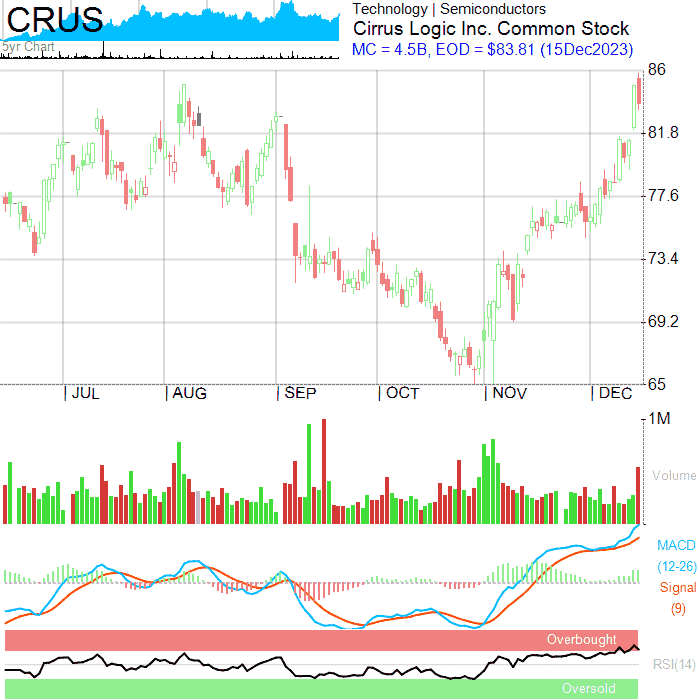 CRUS
5yr Chart
Technology | Semiconductors
Cirrus Logic Inc. Common Stock
MC = 4.5B, EOD = $83.81 (15Dec2023)
86
81.8
77.6
73.4
69.2
65
| JUL | AUG | SEP | OCT | NOV | DEC
1M
Volume
MACD
(12-26)
Signal
(9)
Overbought
RSI(14)
Oversold